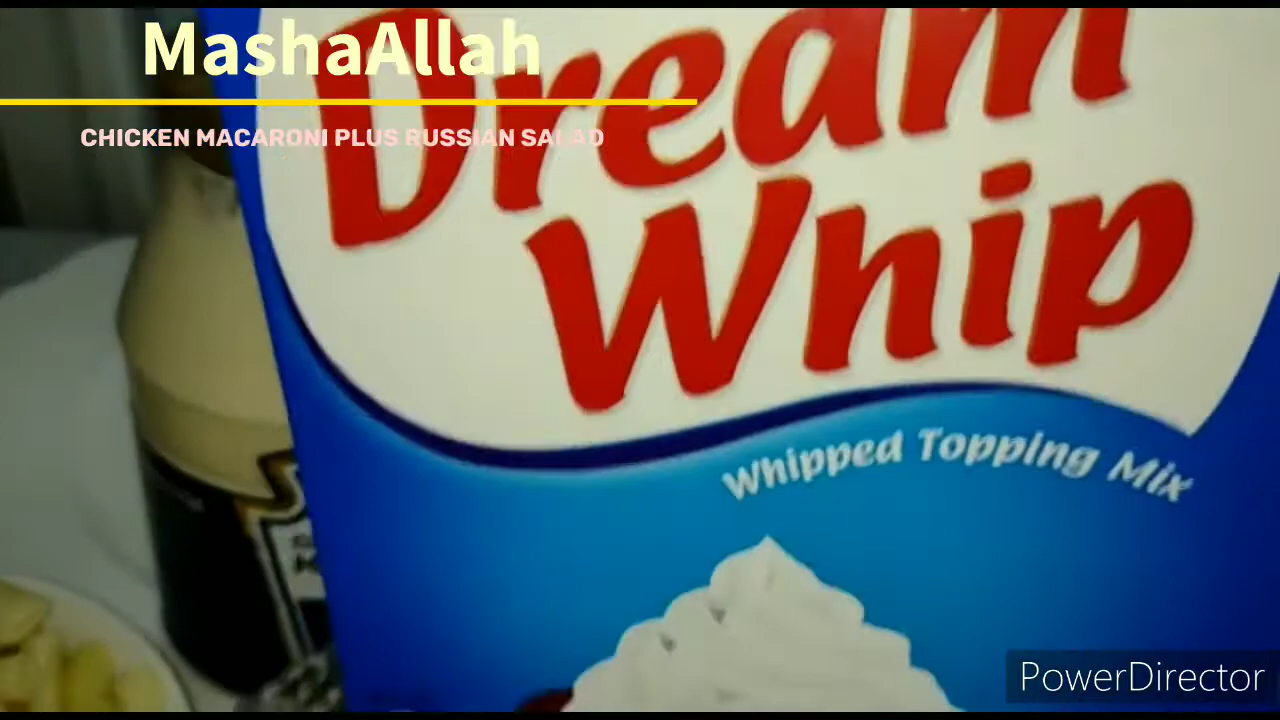 MashaAllah
CHICKEN MACARONI PLUS RUSSIAN SALAD
Dream
Whip
Whipped Topping Mix
PowerDirector